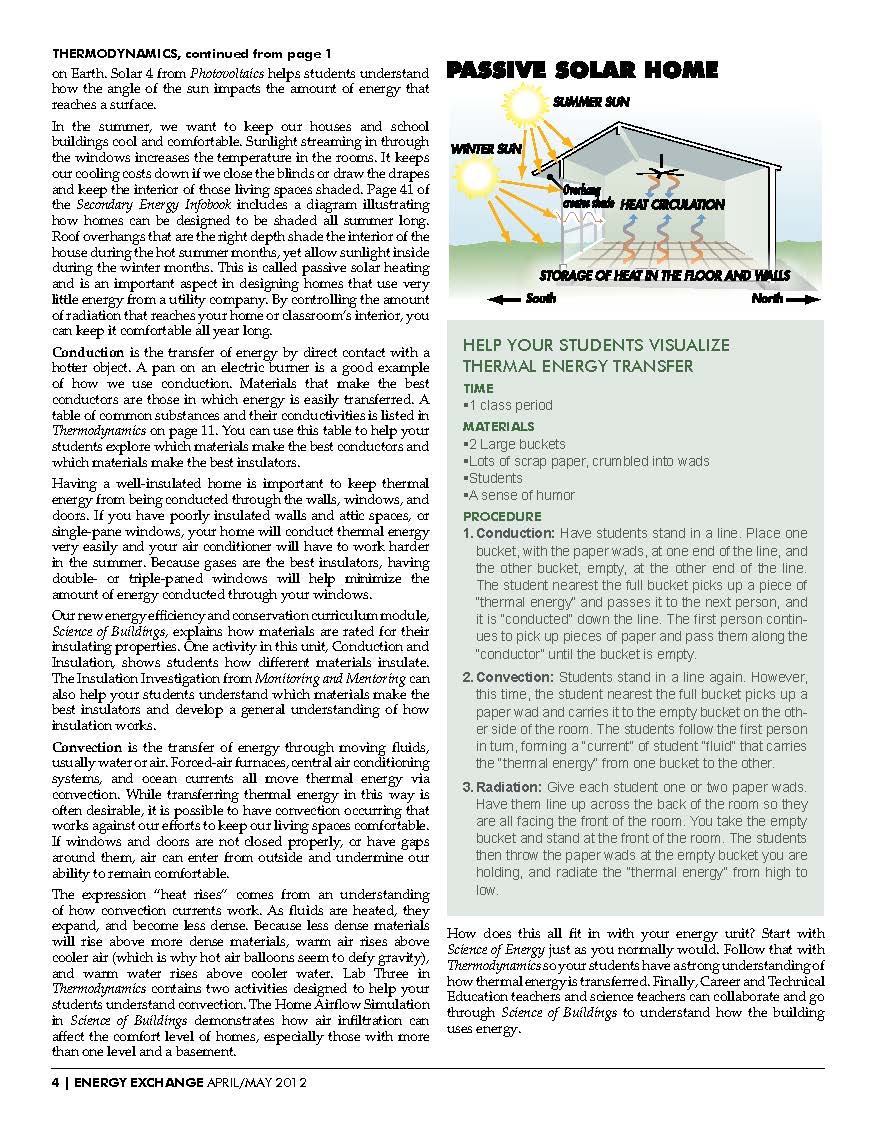 THERMODYNAMICS, continued from page 1
on Earth. Solar 4 from Photovoltaics helps students understand
how the angle of the sun impacts the amount of energy that
reaches a surface.
In the summer, we want to keep our houses and school
buildings cool and comfortable. Sunlight streaming in through
the windows increases the temperature in the rooms. It keeps
our cooling costs down if we close the blinds or draw the drapes
and keep the interior of those living spaces shaded. Page 41 of
the Secondary Energy Infobook includes a diagram illustrating
how homes can be designed to be shaded all summer long.
Roof overhangs that are the right depth shade the interior of the
house during the hot summer months, yet allow sunlight inside
during the winter months. This is called passive solar heating
and is an important aspect in designing homes that use very
little energy from a utility company. By controlling the amount
of radiation that reaches your home or classroom's interior, you
can keep it comfortable all year long.
Conduction is the transfer of energy by direct contact with a
hotter object. A pan on an electric burner is a good example
of how we use conduction. Materials that make the best
conductors are those in which energy is easily transferred. A
table of common substances and their conductivities is listed in
Thermodynamics on page 11. You can use this table to help your
students explore which materials make the best conductors and
which materials make the best insulators.
Having a well-insulated home is important to keep thermal
energy from being conducted through the walls, windows, and
doors. If you have poorly insulated walls and attic spaces, or
single-pane windows, your home will conduct thermal energy
very easily and your air conditioner will have to work harder
in the summer. Because gases are the best insulators, having
double- or triple-paned windows will help minimize the
amount of energy conducted through your windows.
Our new energy efficiency and conservation curriculum module,
Science of Buildings, explains how materials are rated for their
insulating properties. One activity in this unit, Conduction and
Insulation, shows students how different materials insulate.
The Insulation Investigation from Monitoring and Mentoring can
also help your students understand which materials make the
best insulators and develop a general understanding of how
insulation works.
Convection is the transfer of energy through moving fluids,
usually water or air. Forced-air furnaces, central air conditioning
systems, and ocean currents all move thermal energy via
convection. While transferring thermal energy in this way is
often desirable, it is possible to have convection occurring that
works against our efforts to keep our living spaces comfortable.
If windows and doors are not closed properly, or have gaps
around them, air can enter from outside and undermine our
ability to remain comfortable.
The expression "heat rises" comes from an understanding
of how convection currents work. As fluids are heated, they
expand, and become less dense. Because less dense materials
will rise above more dense materials, warm air rises above
cooler air (which is why hot air balloons seem to defy gravity),
and warm water rises above cooler water. Lab Three in
Thermodynamics contains two activities designed to help your
students understand convection. The Home Airflow Simulation
in Science of Buildings demonstrates how air infiltration can
affect the comfort level of homes, especially those with more
than one level and a basement.
PASSIVE SOLAR HOME
SUMMER SUN
WINTER SUN
Overhang
creates shade
HEAT CIRCULATION
STORAGE OF HEAT IN THE FLOOR AND WALLS
South
North
HELP YOUR STUDENTS VISUALIZE
THERMAL ENERGY TRANSFER
TIME
▪1 class period
MATERIALS
▪2 Large buckets
▪Lots of scrap paper, crumbled into wads
▪Students
▪A sense of humor
PROCEDURE
1. Conduction: Have students stand in a line. Place one
bucket, with the paper wads, at one end of the line, and
the other bucket, empty, at the other end of the line.
The student nearest the full bucket picks up a piece of
"thermal energy" and passes it to the next person, and
it is "conducted" down the line. The first person contin-
ues to pick up pieces of paper and pass them along the
"conductor" until the bucket is empty.
2. Convection: Students stand in a line again. However,
this time, the student nearest the full bucket picks up a
paper wad and carries it to the empty bucket on the oth-
er side of the room. The students follow the first person
in turn, forming a "current" of student "fluid" that carries
the "thermal energy" from one bucket to the other.
3. Radiation: Give each student one or two paper wads.
Have them line up across the back of the room so they
are all facing the front of the room. You take the empty
bucket and stand at the front of the room. The students
then throw the paper wads at the empty bucket you are
holding, and radiate the "thermal energy" from high to
low.
How does this all fit in with your energy unit? Start with
Science of Energy just as you normally would. Follow that with
Thermodynamics so your students have a strong understanding of
how thermal energy is transferred. Finally, Career and Technical
Education teachers and science teachers can collaborate and go
through Science of Buildings to understand how the building
uses energy.
4 | ENERGY EXCHANGE APRIL/MAY 2012